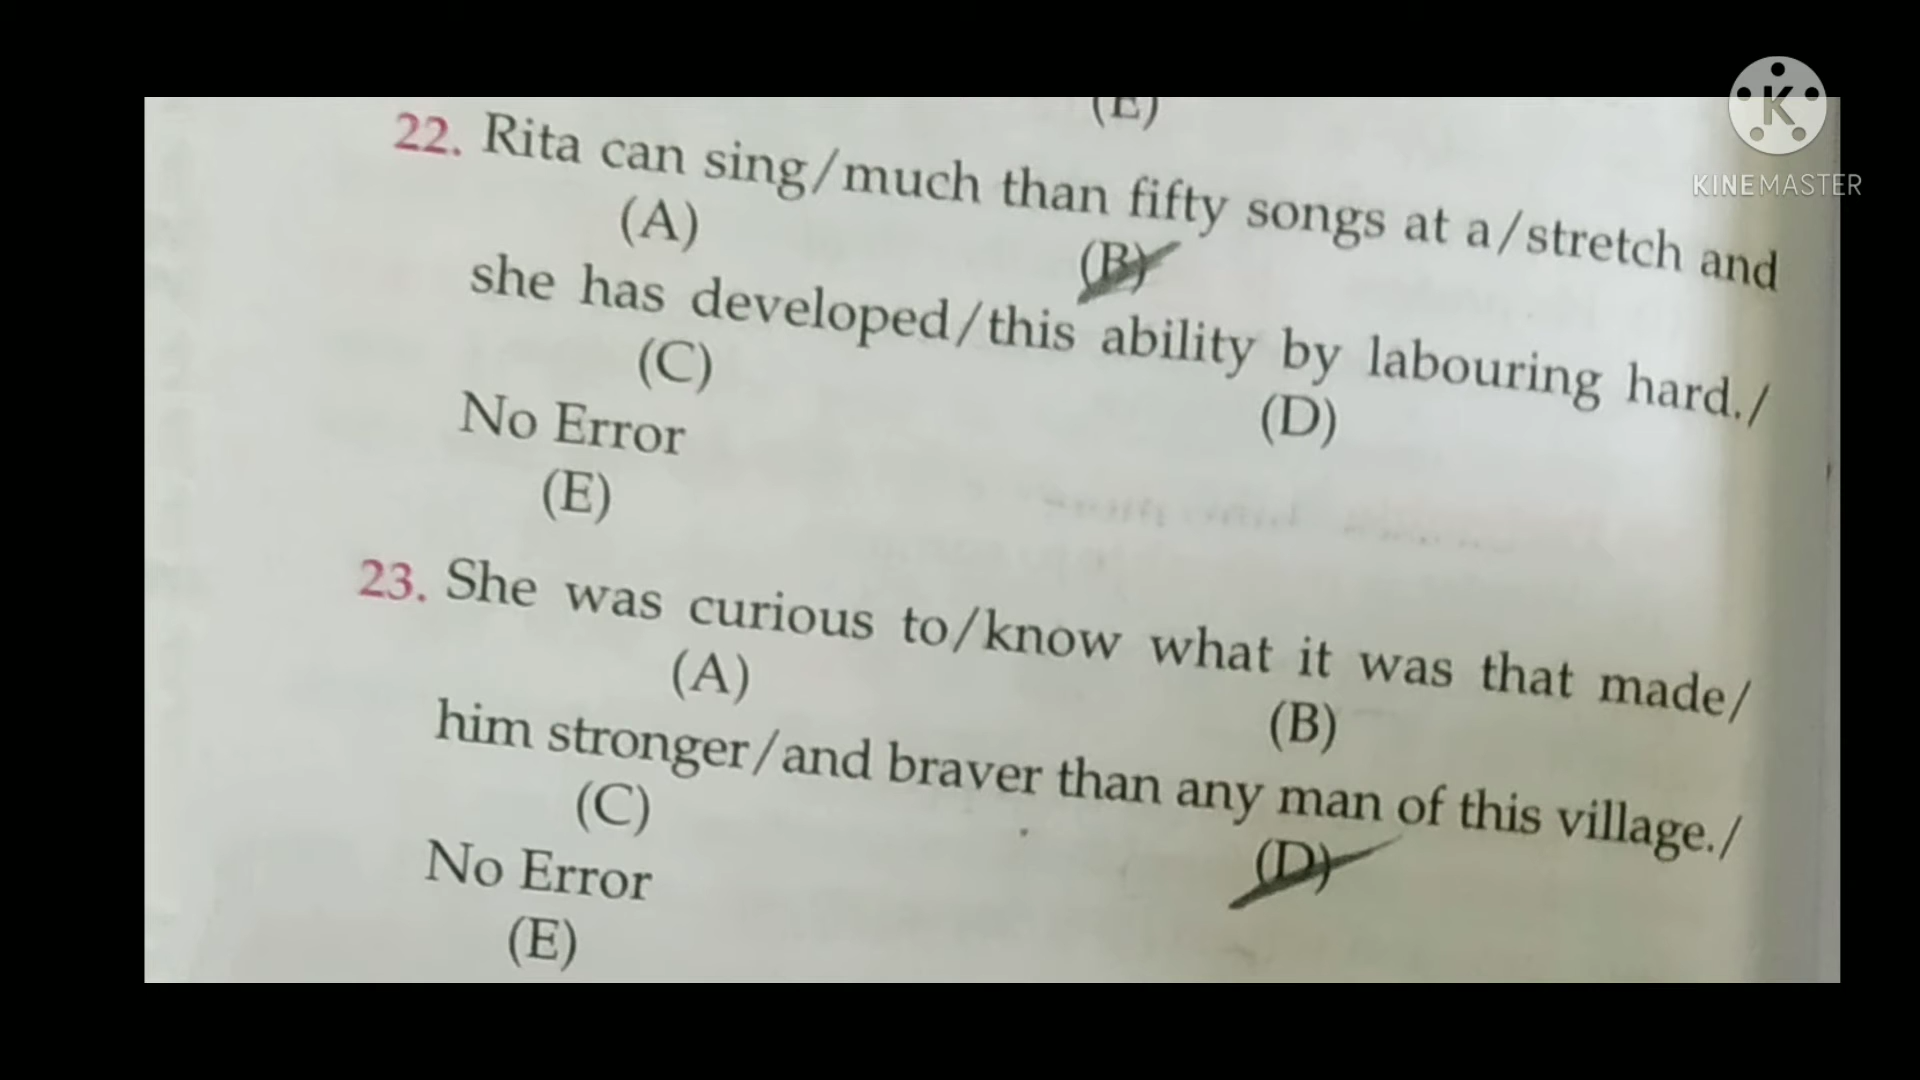 (E)
22. Rita can sing/much than fifty songs at a/stretch and
(A) (B)
she has developed/this ability by labouring hard./
(C) (D)
No Error
(E)
23. She was curious to/know what it was that made/
(A) (B)
him stronger/and braver than any man of this village./
(C) (D)
No Error
(E)
K
KINEMASTER